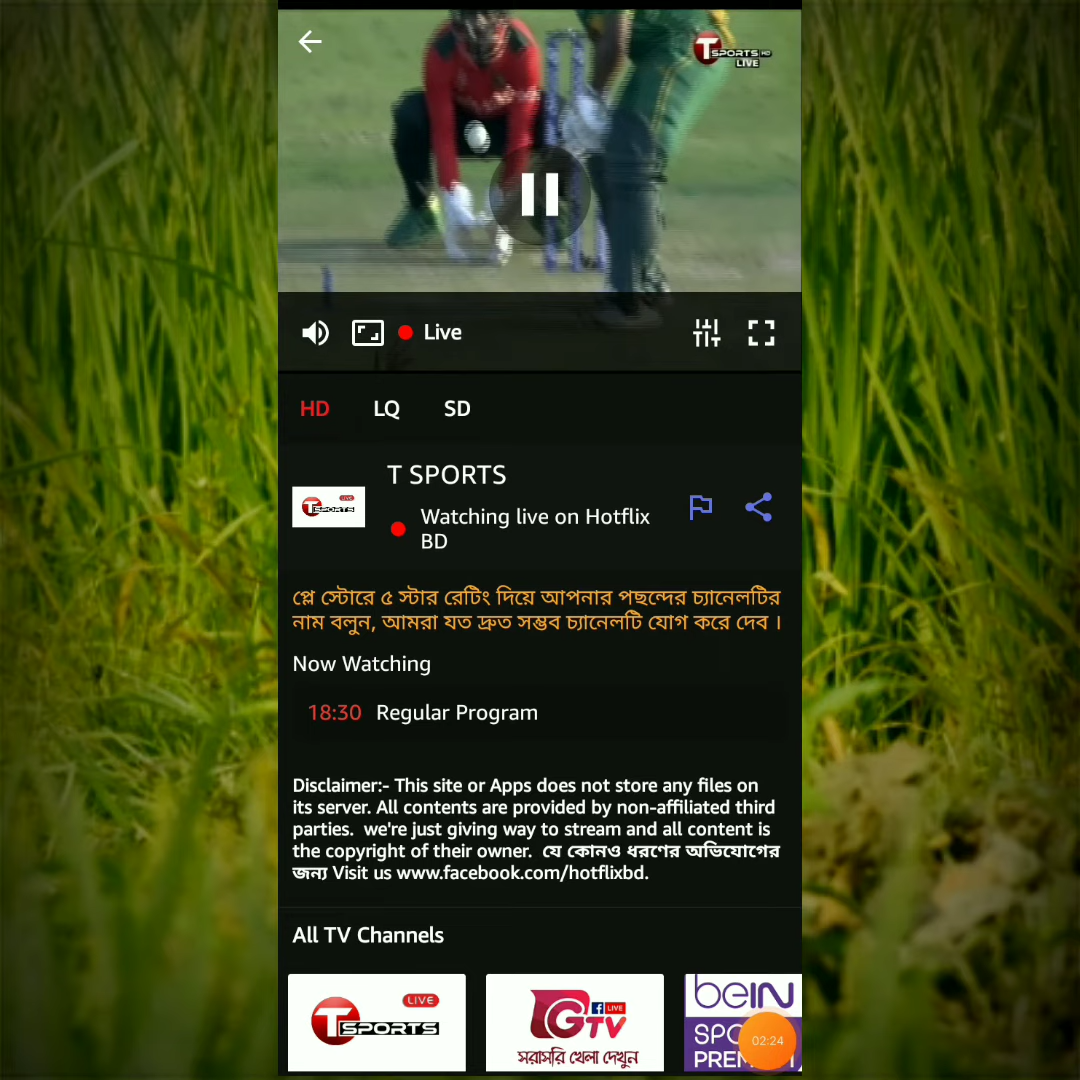 T SPORTS HD
LIVE
Live
HD LQ SD
T SPORTS
LIVE
T SPORTS
Watching live on Hotflix
BD
প্লে স্টোরে ৫ স্টার রেটিং দিয়ে আপনার পছন্দের চ্যানেলটির
নাম বলুন, আমরা যত দ্রুত সম্ভব চ্যানেলটি যোগ করে দেব ।
Now Watching
18:30 Regular Program
Disclaimer:- This site or Apps does not store any files on
its server. All contents are provided by non-affiliated third
parties. we're just giving way to stream and all content is
the copyright of their owner. যে কোনও ধরণের অভিযোগের
জন্য Visit us www.facebook.com/hotflixbd.
All TV Channels
LIVE
T SPORTS
f LIVE
GTV
সরাসরি খেলা দেখুন
beIN
02:24